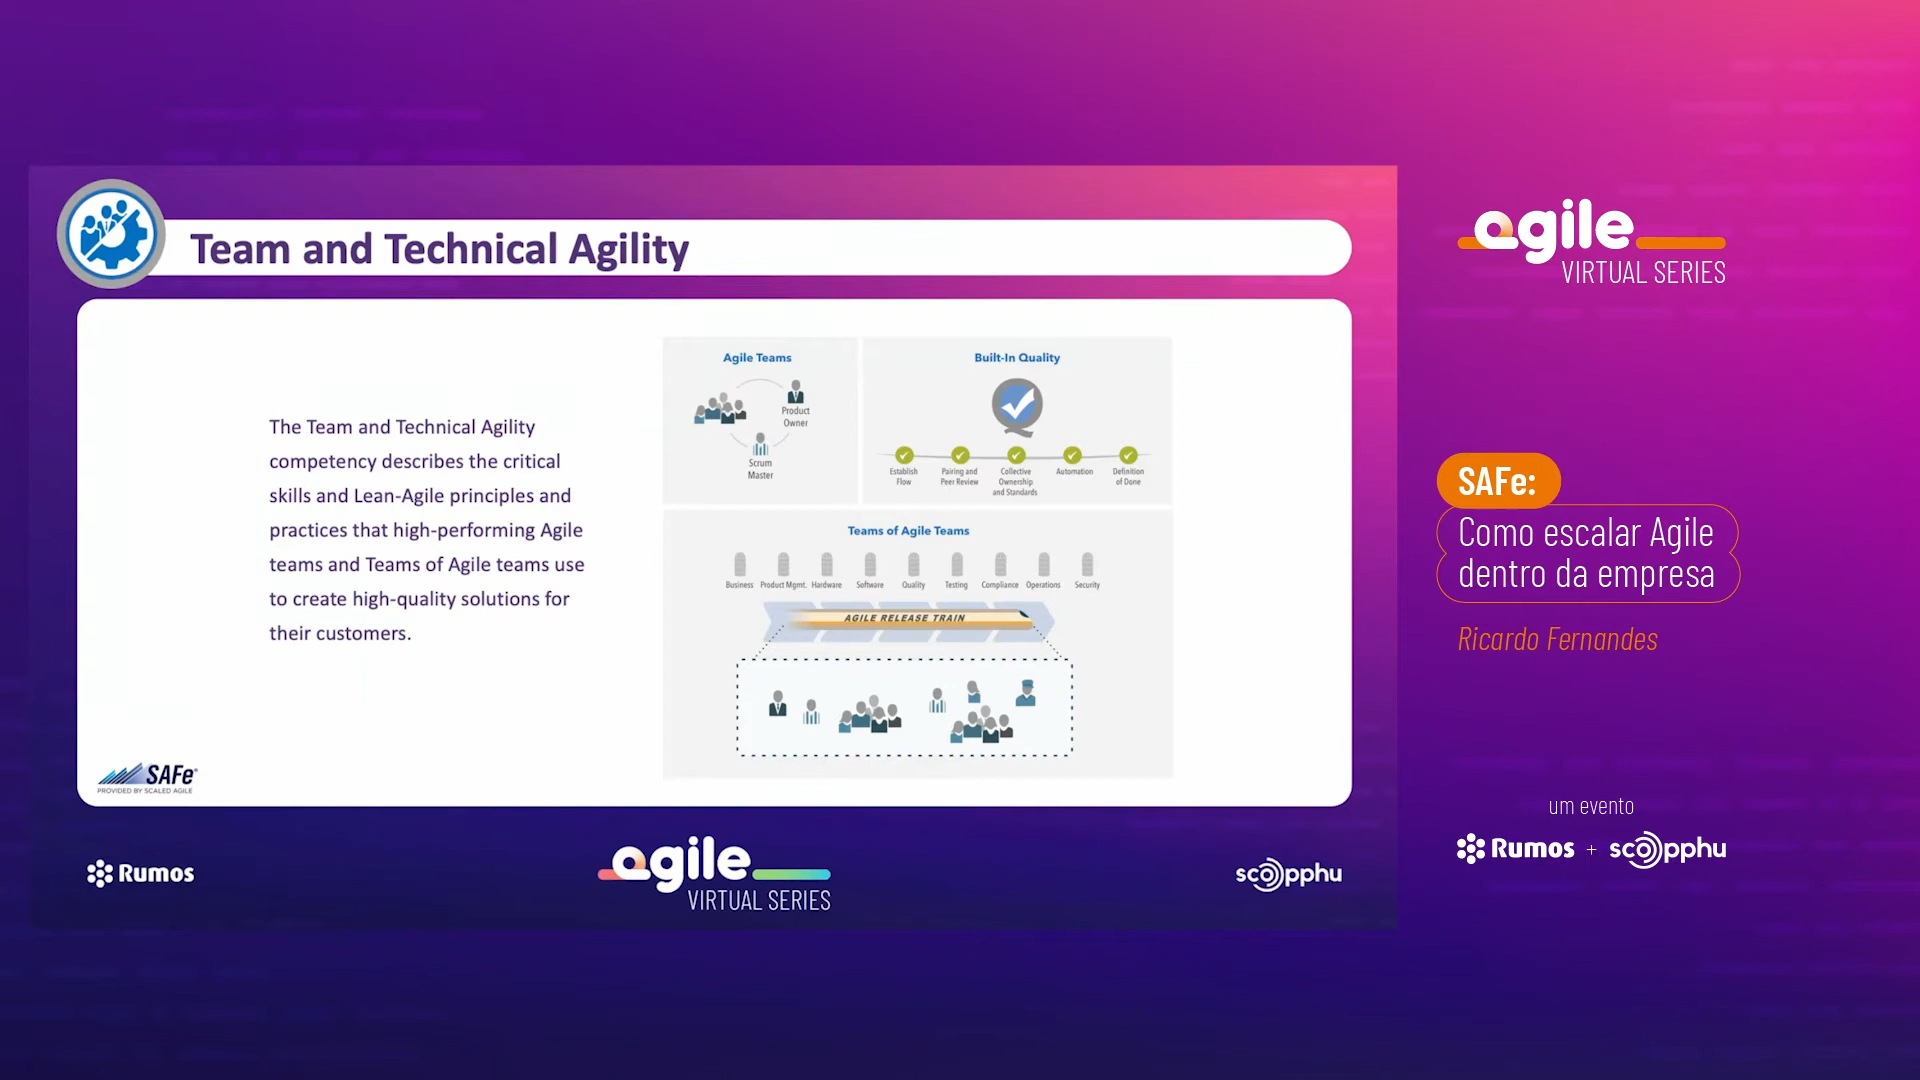 Team and Technical Agility
The Team and Technical Agility
competency describes the critical
skills and Lean-Agile principles and
practices that high-performing Agile
teams and Teams of Agile teams use
to create high-quality solutions for
their customers.
Agile Teams
Product
Owner
Scrum
Master
Built-In Quality
Establish
Flow
Pairing and
Peer Review
Collective
Ownership
and Standards
Automation
Definition
of Done
Teams of Agile Teams
Business Product Mgmt. Hardware Software Quality Testing Compliance Operations Security
AGILE RELEASE TRAIN
SAFe®
PROVIDED BY SCALED AGILE
Rumos
agile
VIRTUAL SERIES
scopphu
agile
VIRTUAL SERIES
SAFe:
Como escalar Agile
dentro da empresa
Ricardo Fernandes
um evento
Rumos + scopphu